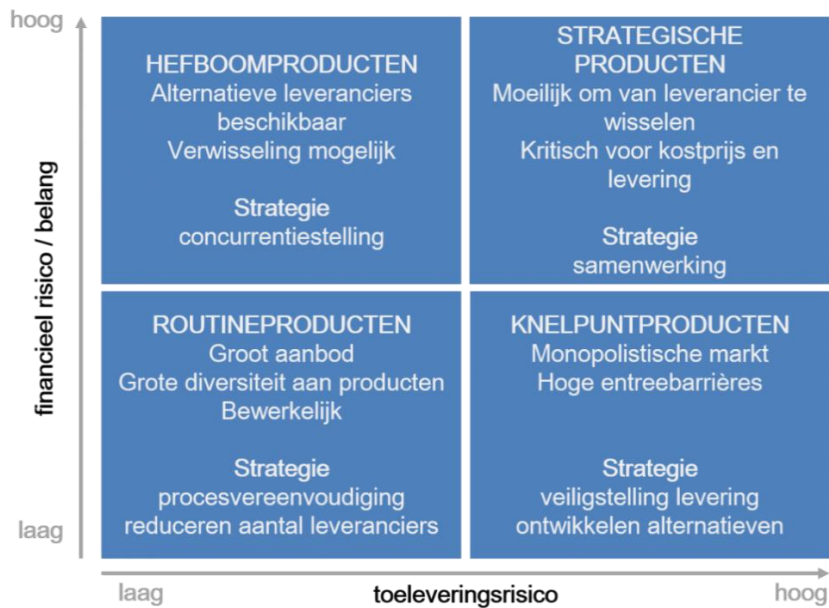 hoog
HEFBOOMPRODUCTEN
Alternatieve leveranciers
beschikbaar
Verwisseling mogelijk
Strategie
concurrentiestelling
STRATEGISCHE
PRODUCTEN
Moeilijk om van leverancier te
wisselen
Kritisch voor kostprijs en
levering
Strategie
samenwerking
financieel risico / belang
ROUTINEPRODUCTEN
Groot aanbod
Grote diversiteit aan producten
Bewerkelijk
Strategie
procesvereenvoudiging
reduceren aantal leveranciers
KNELPUNTPRODUCTEN
Monopolistische markt
Hoge entreebarrières
Strategie
veiligstelling levering
ontwikkelen alternatieven
laag
laag
toeleveringsrisico
hoog